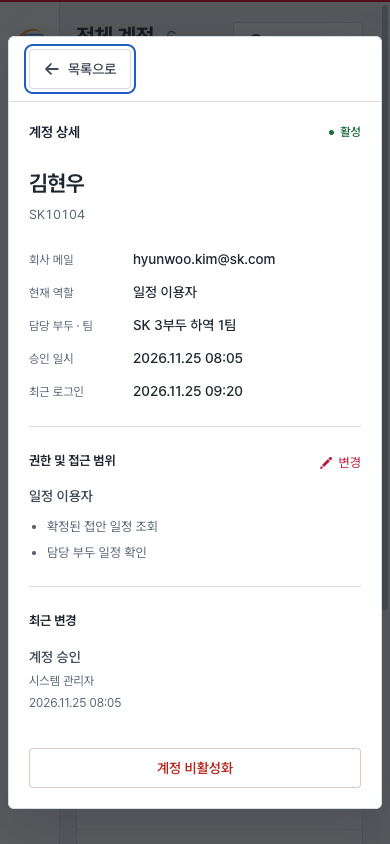 전체 계정 6
← 목록으로
계정 상세
• 활성
김현우
SK10104
회사 메일 hyunwoo.kim@sk.com
현재 역할 일정 이용자
담당 부두 · 팀 SK 3부두 하역 1팀
승인 일시 2026.11.25 08:05
최근 로그인 2026.11.25 09:20
권한 및 접근 범위
변경
일정 이용자
• 확정된 접안 일정 조회
• 담당 부두 일정 확인
최근 변경
계정 승인
시스템 관리자
2026.11.25 08:05
계정 비활성화